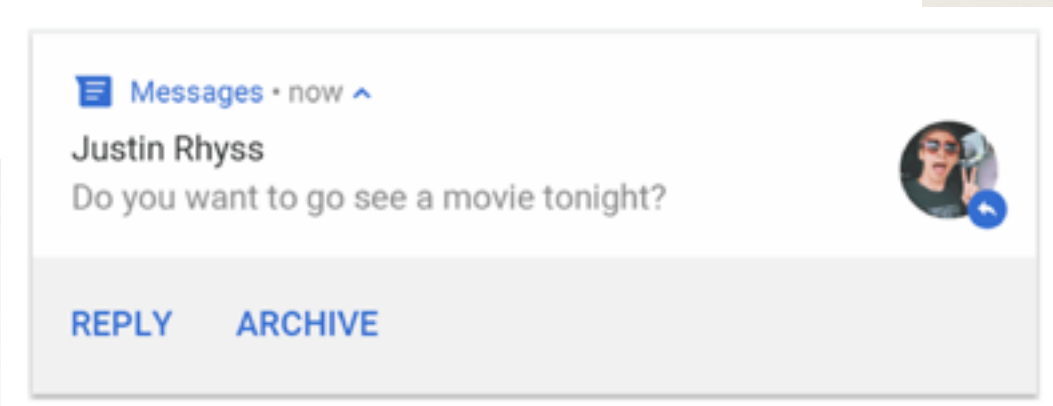 Messages • now
Justin Rhyss
Do you want to go see a movie tonight?
REPLY ARCHIVE